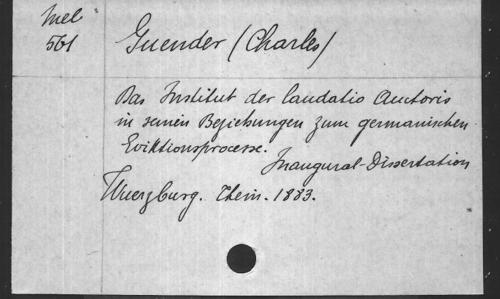 Mel
561
Guender (Charles)
Das Institut der laudatio Auctoris
in seinen Beziehungen zum germanischen
Eviktionsprocesse.
Inaugural-Dissertation
Wuerzburg. Thein. 1883.